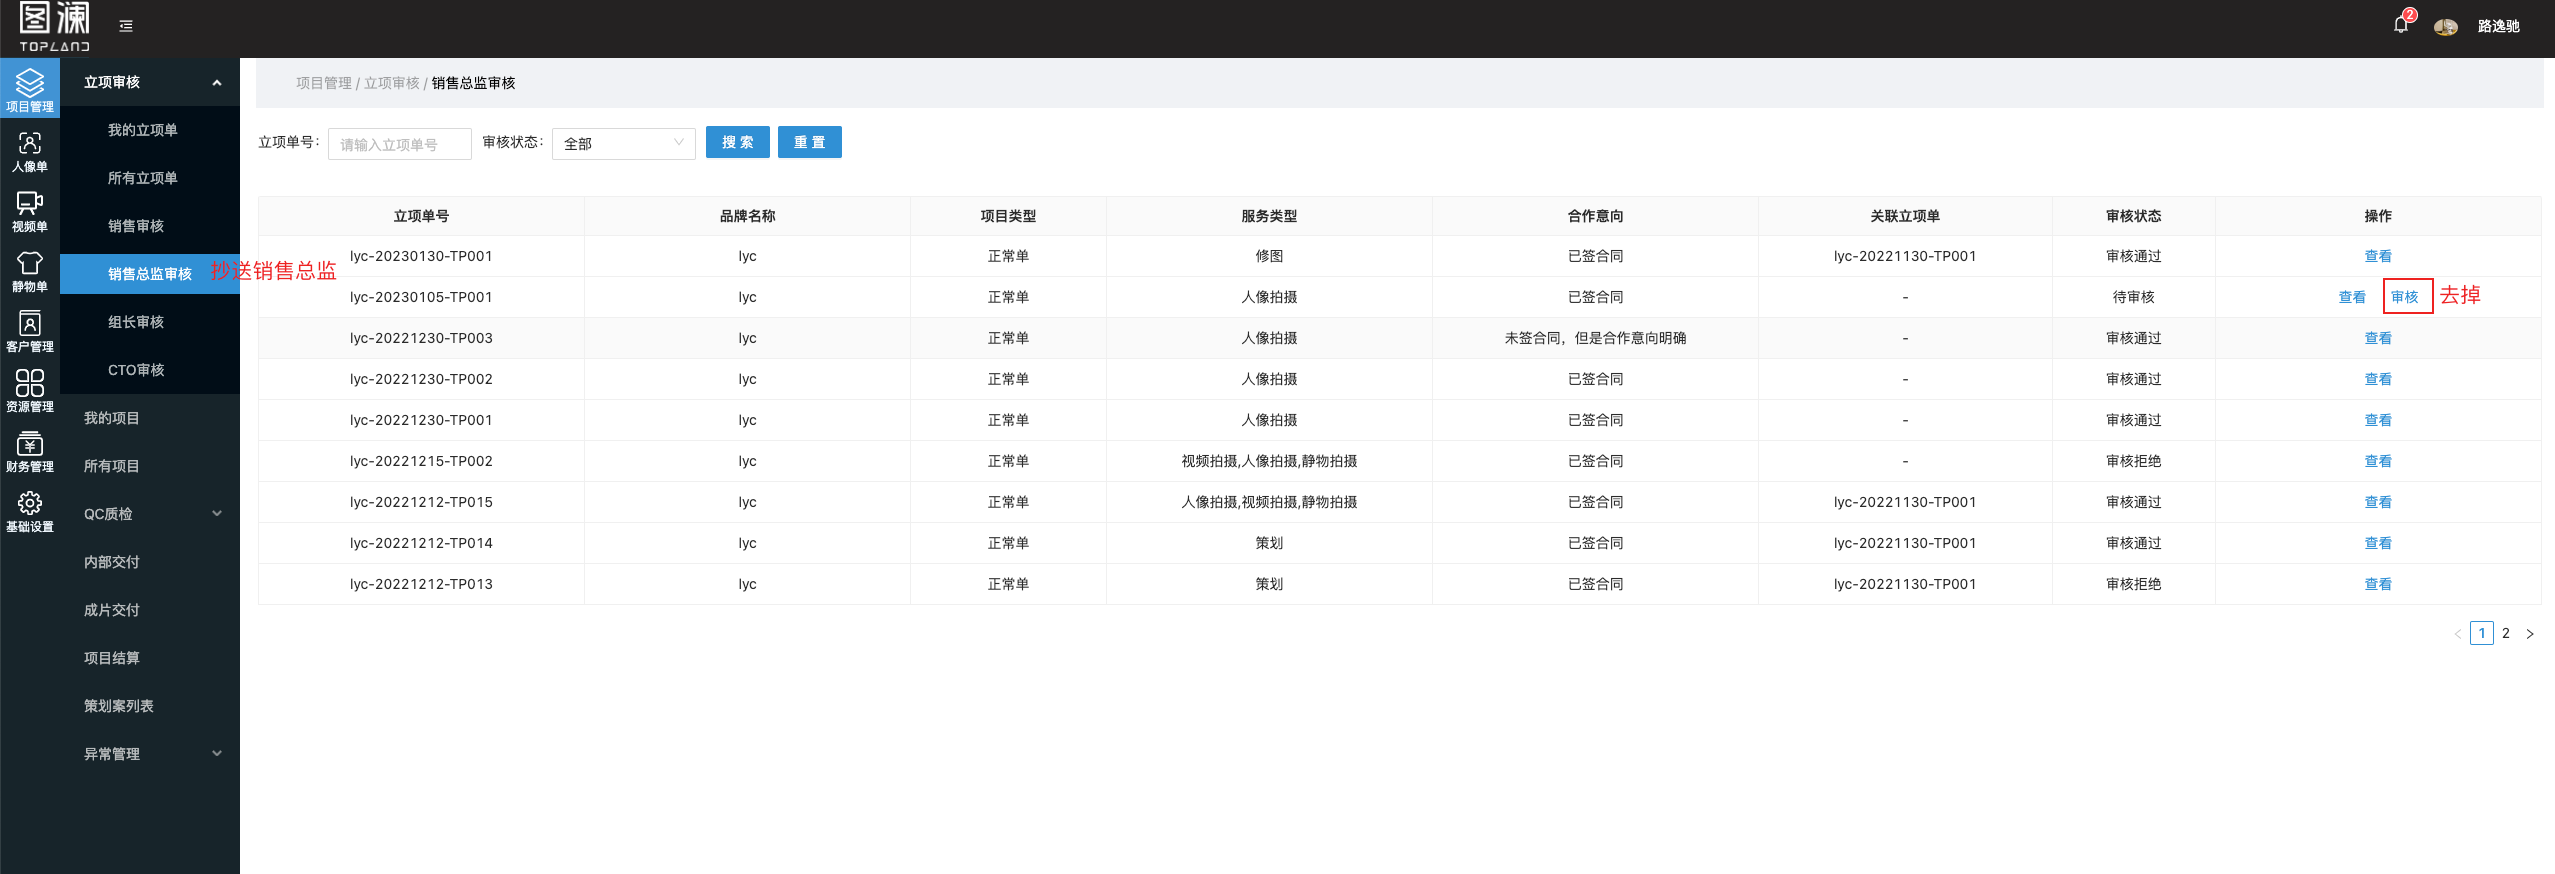 图澜
TOPLAND
2
路逸驰
项目管理
人像单
视频单
静物单
客户管理
资源管理
财务管理
基础设置
立项审核
我的立项单
所有立项单
销售审核
销售总监审核 抄送销售总监
组长审核
CTO审核
我的项目
所有项目
QC质检
内部交付
成片交付
项目结算
策划案列表
异常管理
项目管理 / 立项审核 / 销售总监审核
立项单号: 请输入立项单号 审核状态: 全部 搜 索 重 置
立项单号 品牌名称 项目类型 服务类型 合作意向 关联立项单 审核状态 操作
lyc-20230130-TP001 lyc 正常单 修图 已签合同 lyc-20221130-TP001 审核通过 查看
lyc-20230105-TP001 lyc 正常单 人像拍摄 已签合同 - 待审核 查看 审核 去掉
lyc-20221230-TP003 lyc 正常单 人像拍摄 未签合同，但是合作意向明确 - 审核通过 查看
lyc-20221230-TP002 lyc 正常单 人像拍摄 已签合同 - 审核通过 查看
lyc-20221230-TP001 lyc 正常单 人像拍摄 已签合同 - 审核通过 查看
lyc-20221215-TP002 lyc 正常单 视频拍摄,人像拍摄,静物拍摄 已签合同 - 审核拒绝 查看
lyc-20221212-TP015 lyc 正常单 人像拍摄,视频拍摄,静物拍摄 已签合同 lyc-20221130-TP001 审核通过 查看
lyc-20221212-TP014 lyc 正常单 策划 已签合同 lyc-20221130-TP001 审核通过 查看
lyc-20221212-TP013 lyc 正常单 策划 已签合同 lyc-20221130-TP001 审核拒绝 查看
< 1 2 >